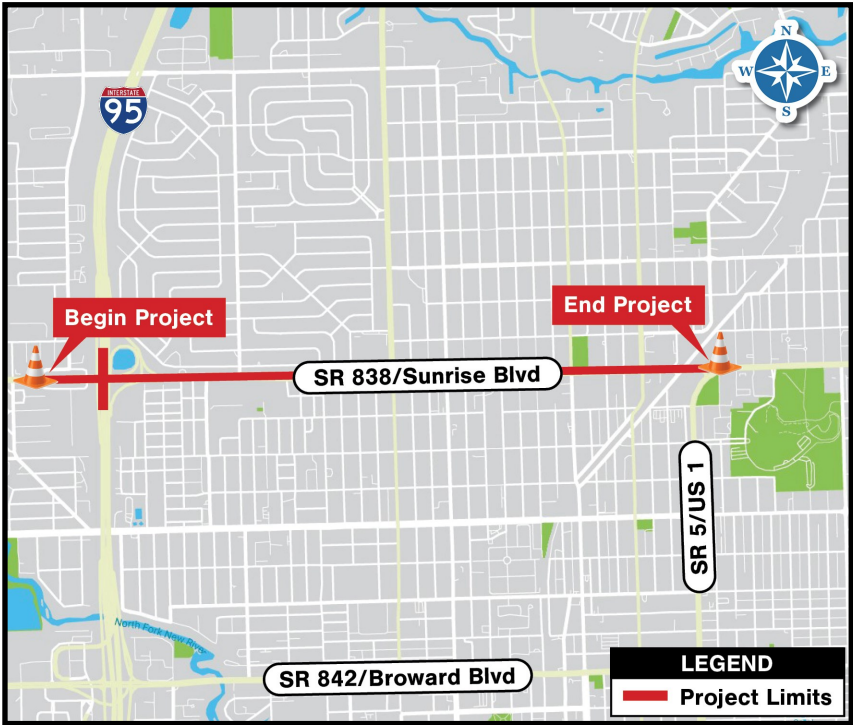 N
W E
S
INTERSTATE
95
Begin Project
End Project
SR 838/Sunrise Blvd
SR 5/US 1
North Fork New River
SR 842/Broward Blvd
LEGEND
Project Limits